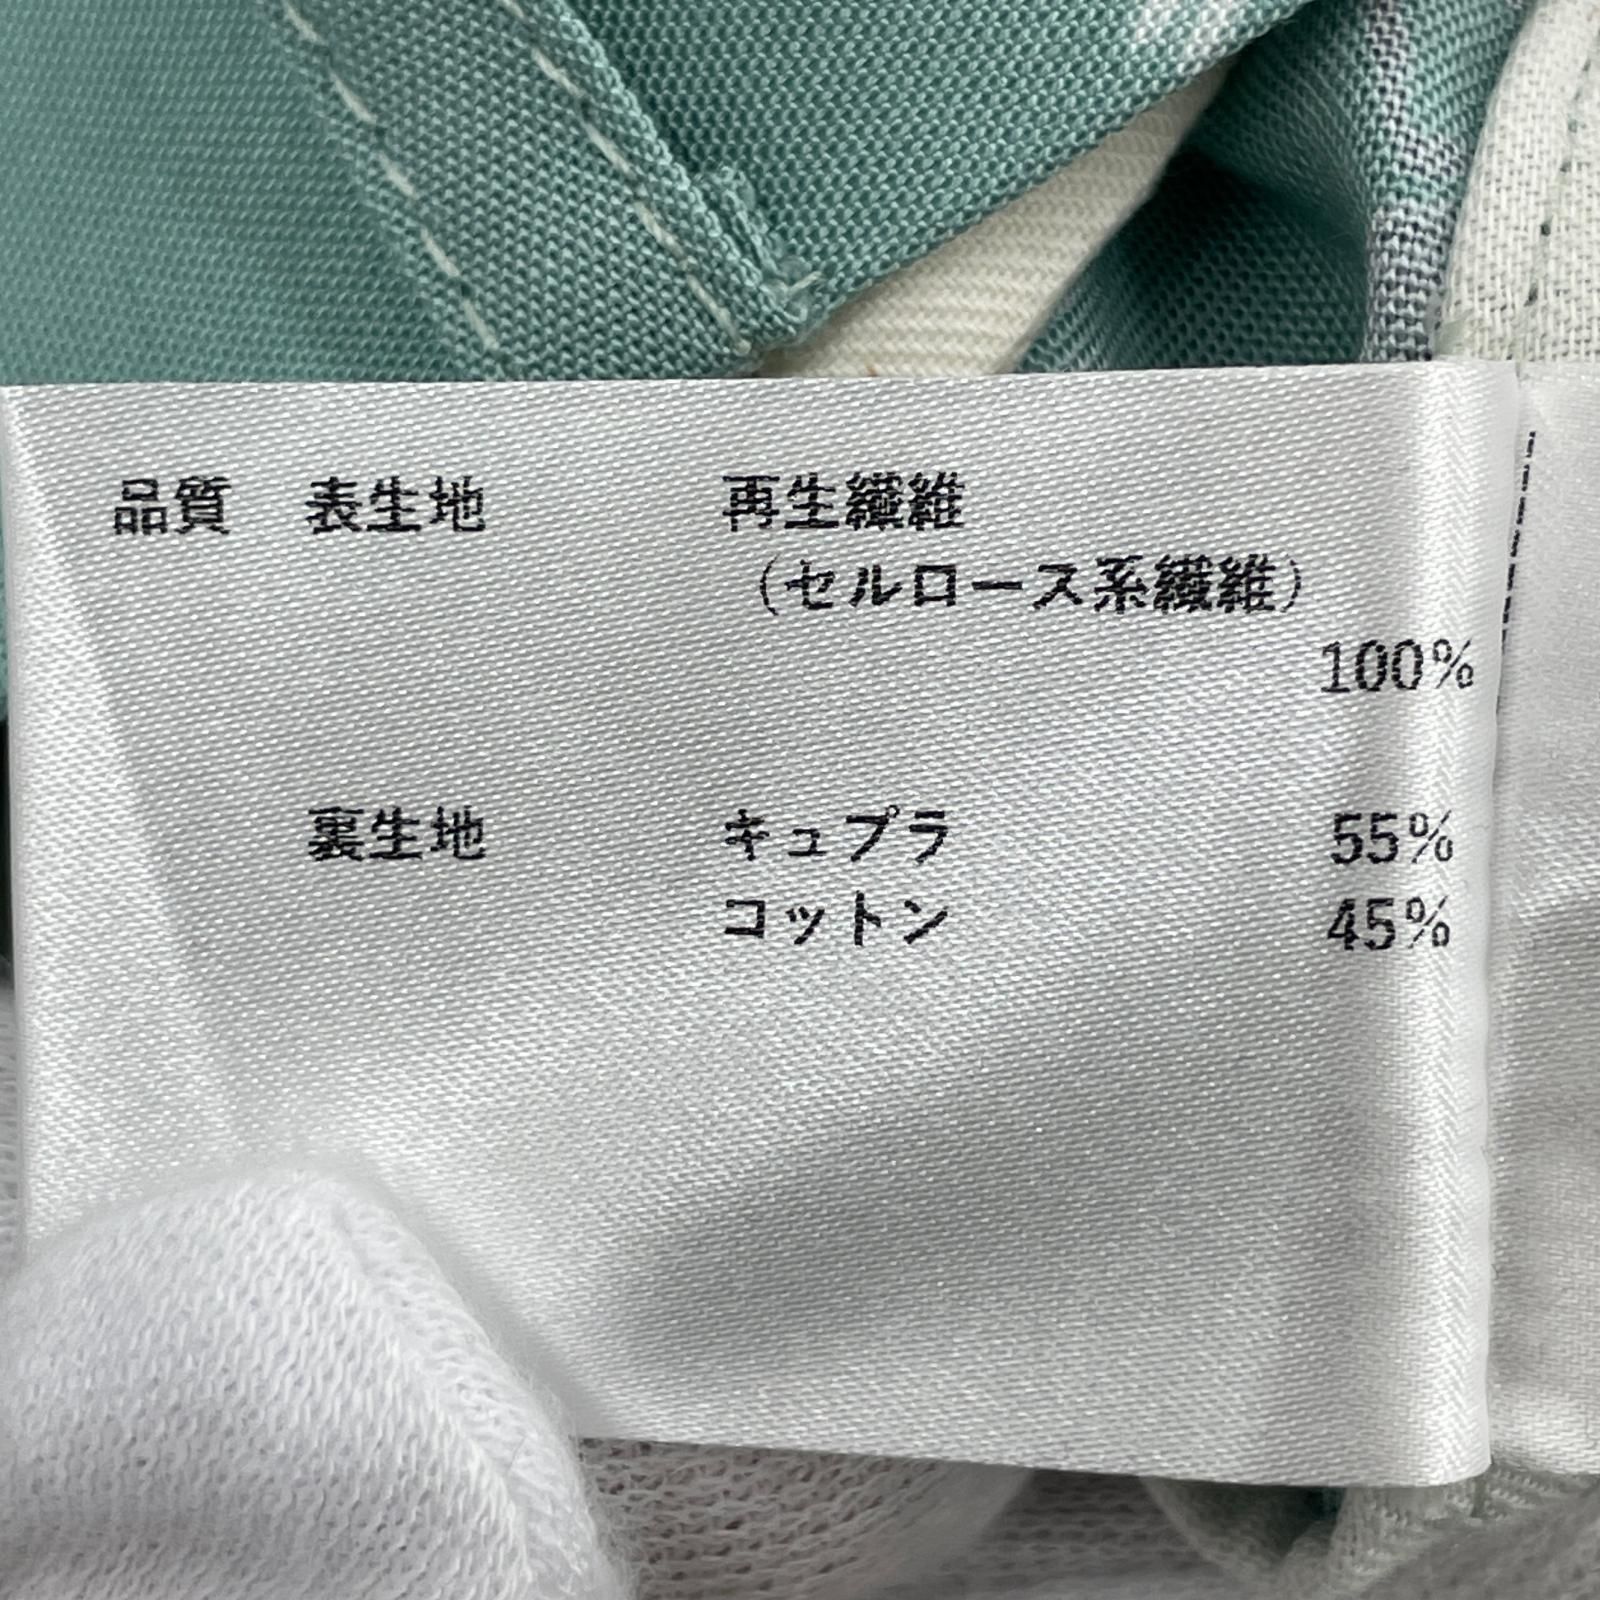 品質 表生地 再生繊維
（セルロース系繊維）
100%
裏生地 キュプラ 55%
コットン 45%